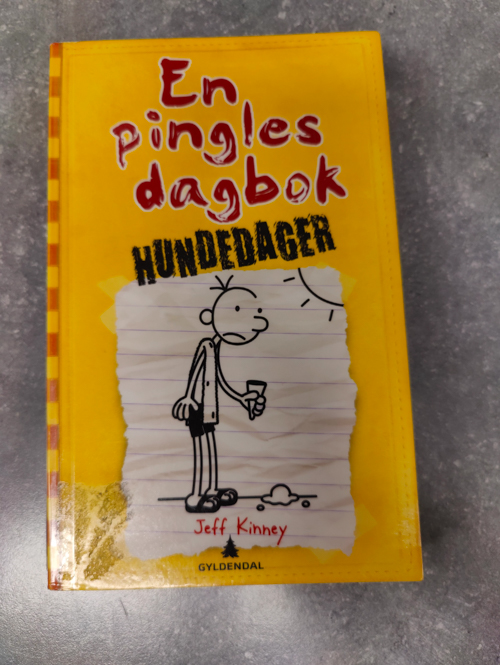 En
pingles
dagbok
HUNDEDAGER
Jeff Kinney
GYLDENDAL